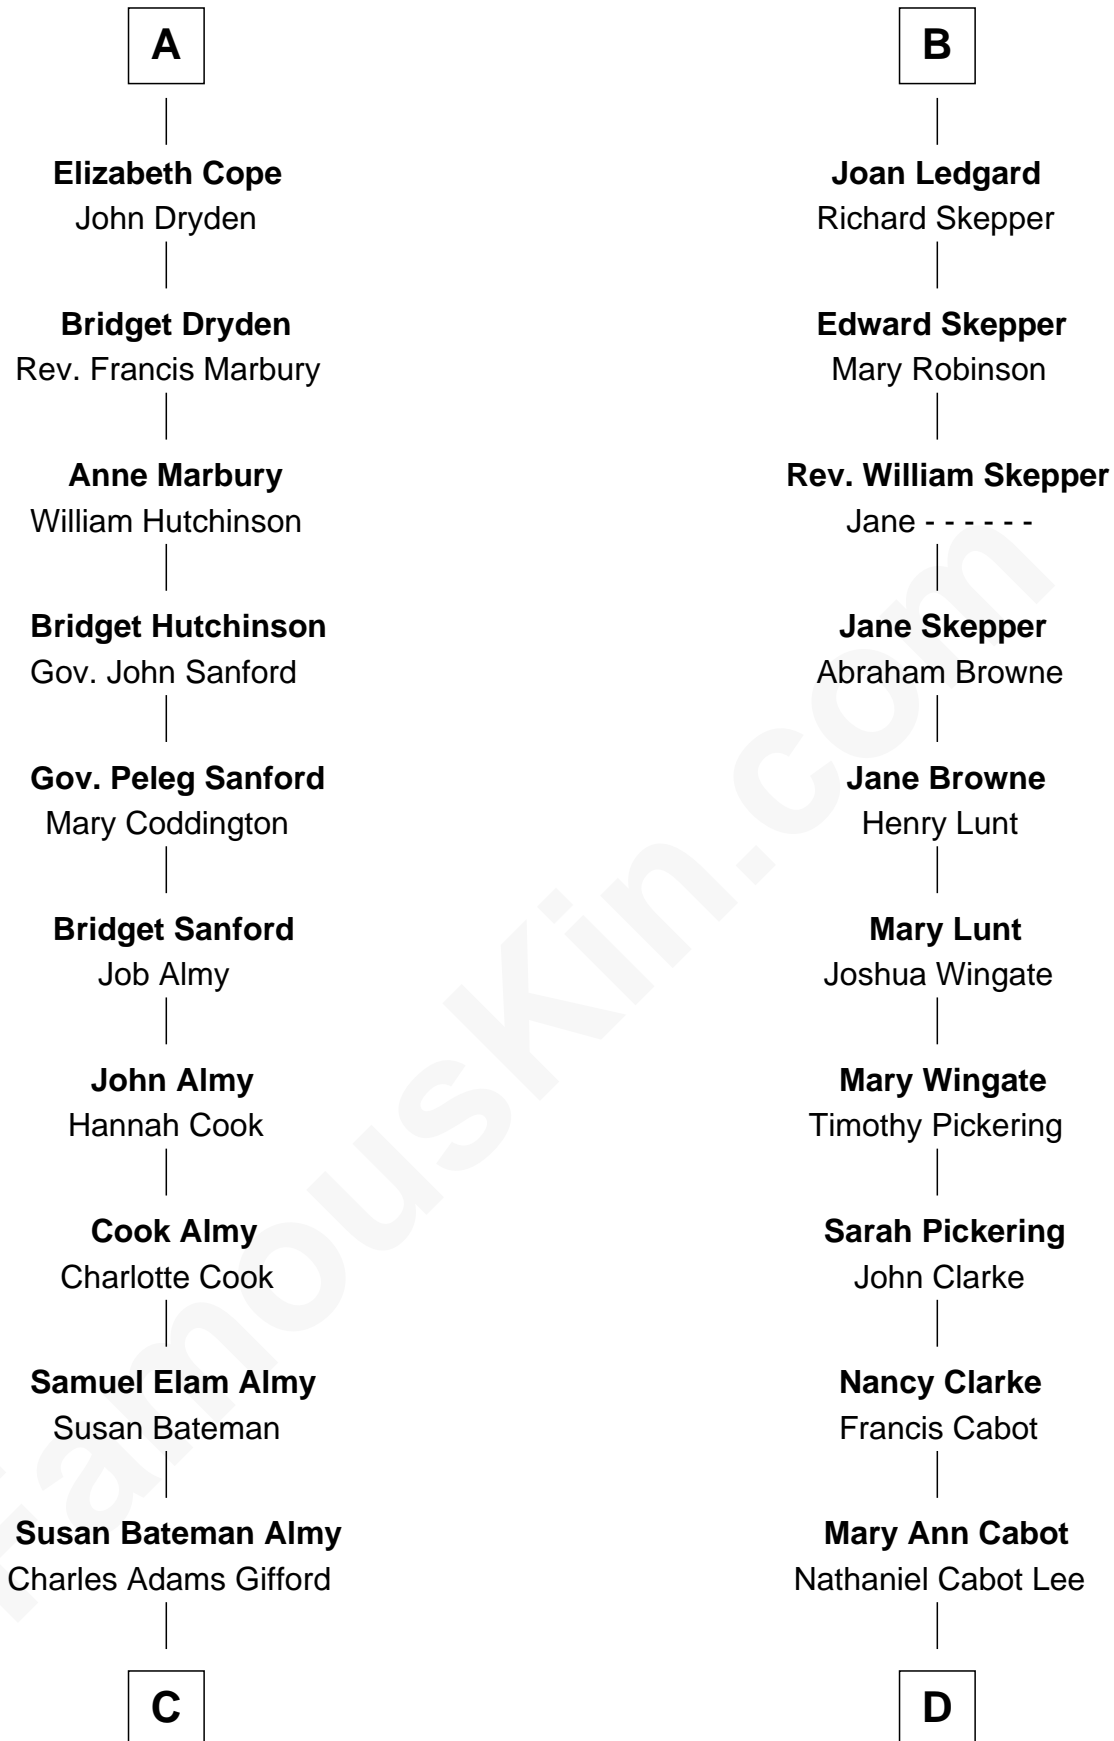 A
Elizabeth Cope
John Dryden
Bridget Dryden
Rev. Francis Marbury
Anne Marbury
William Hutchinson
Bridget Hutchinson
Gov. John Sanford
Gov. Peleg Sanford
Mary Coddington
Bridget Sanford
Job Almy
John Almy
Hannah Cook
Cook Almy
Charlotte Cook
Samuel Elam Almy
Susan Bateman
Susan Bateman Almy
Charles Adams Gifford
C
B
Joan Ledgard
Richard Skepper
Edward Skepper
Mary Robinson
Rev. William Skepper
Jane - - - - - -
Jane Skepper
Abraham Browne
Jane Browne
Henry Lunt
Mary Lunt
Joshua Wingate
Mary Wingate
Timothy Pickering
Sarah Pickering
John Clarke
Nancy Clarke
Francis Cabot
Mary Ann Cabot
Nathaniel Cabot Lee
D
FamousKin.com